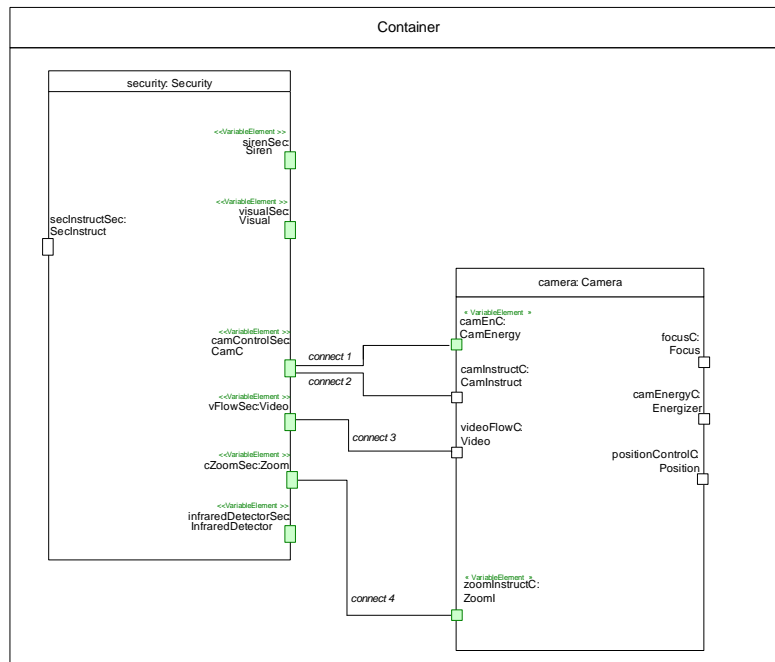 Container
security: Security
<<VariableElement >>
sirenSec:
Siren
<<VariableElement >>
visualSec:
Visual
secInstructSec:
SecInstruct
<<VariableElement >>
camControlSec:
CamC
<<VariableElement >>
vFlowSec:Video
<<VariableElement >>
cZoomSec:Zoom
<<VariableElement >>
infraredDetectorSec:
InfraredDetector
connect 1
connect 2
connect 3
connect 4
camera: Camera
« VariableElement »
camEnC:
CamEnergy
camInstructC:
CamInstruct
videoFlowC:
Video
« VariableElement »
zoomInstructC:
ZoomI
focusC:
Focus
camEnergyC:
Energizer
positionControlC:
Position